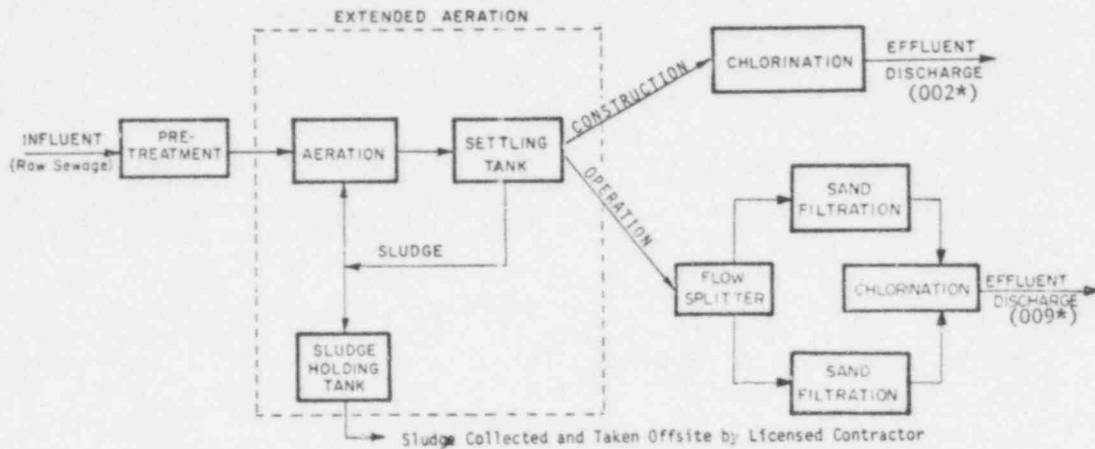 EXTENDED AERATION
INFLUENT
(Raw Sewage)
PRE-
TREATMENT
AERATION
SETTLING
TANK
SLUDGE
SLUDGE
HOLDING
TANK
Sludge Collected and Taken Offsite by Licensed Contractor
CONSTRUCTION
CHLORINATION
EFFLUENT
DISCHARGE
(002*)
OPERATION
FLOW
SPLITTER
SAND
FILTRATION
SAND
FILTRATION
CHLORNATION
EFFLUENT
DISCHARGE
(009*)